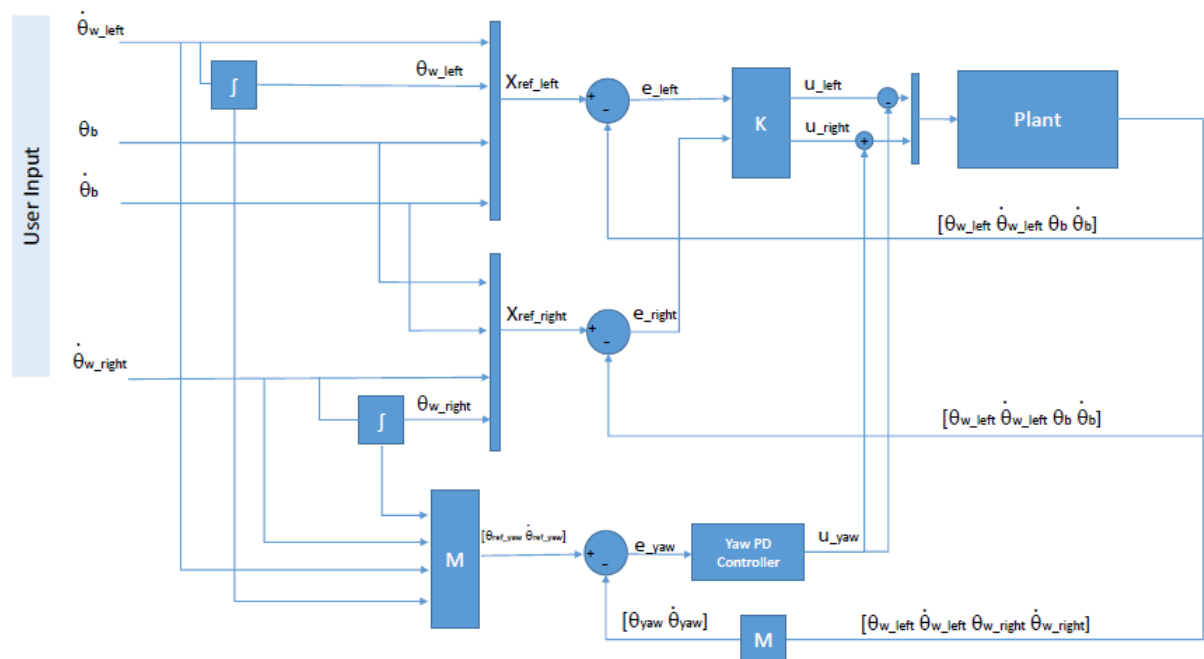 User Input
θ̇w_left
∫
θw_left
θb
θ̇b
Xref_left
+
-
e_left
K
u_left
u_right
-
+
Plant
[θw_left θ̇w_left θb θ̇b]
Xref_right
+
-
e_right
θ̇w_right
∫
θw_right
[θw_left θ̇w_left θb θ̇b]
M
[θref_yaw θ̇ref_yaw]
+
-
e_yaw
Yaw PD
Controller
u_yaw
[θyaw θ̇yaw]
M
[θw_left θ̇w_left θw_right θ̇w_right]